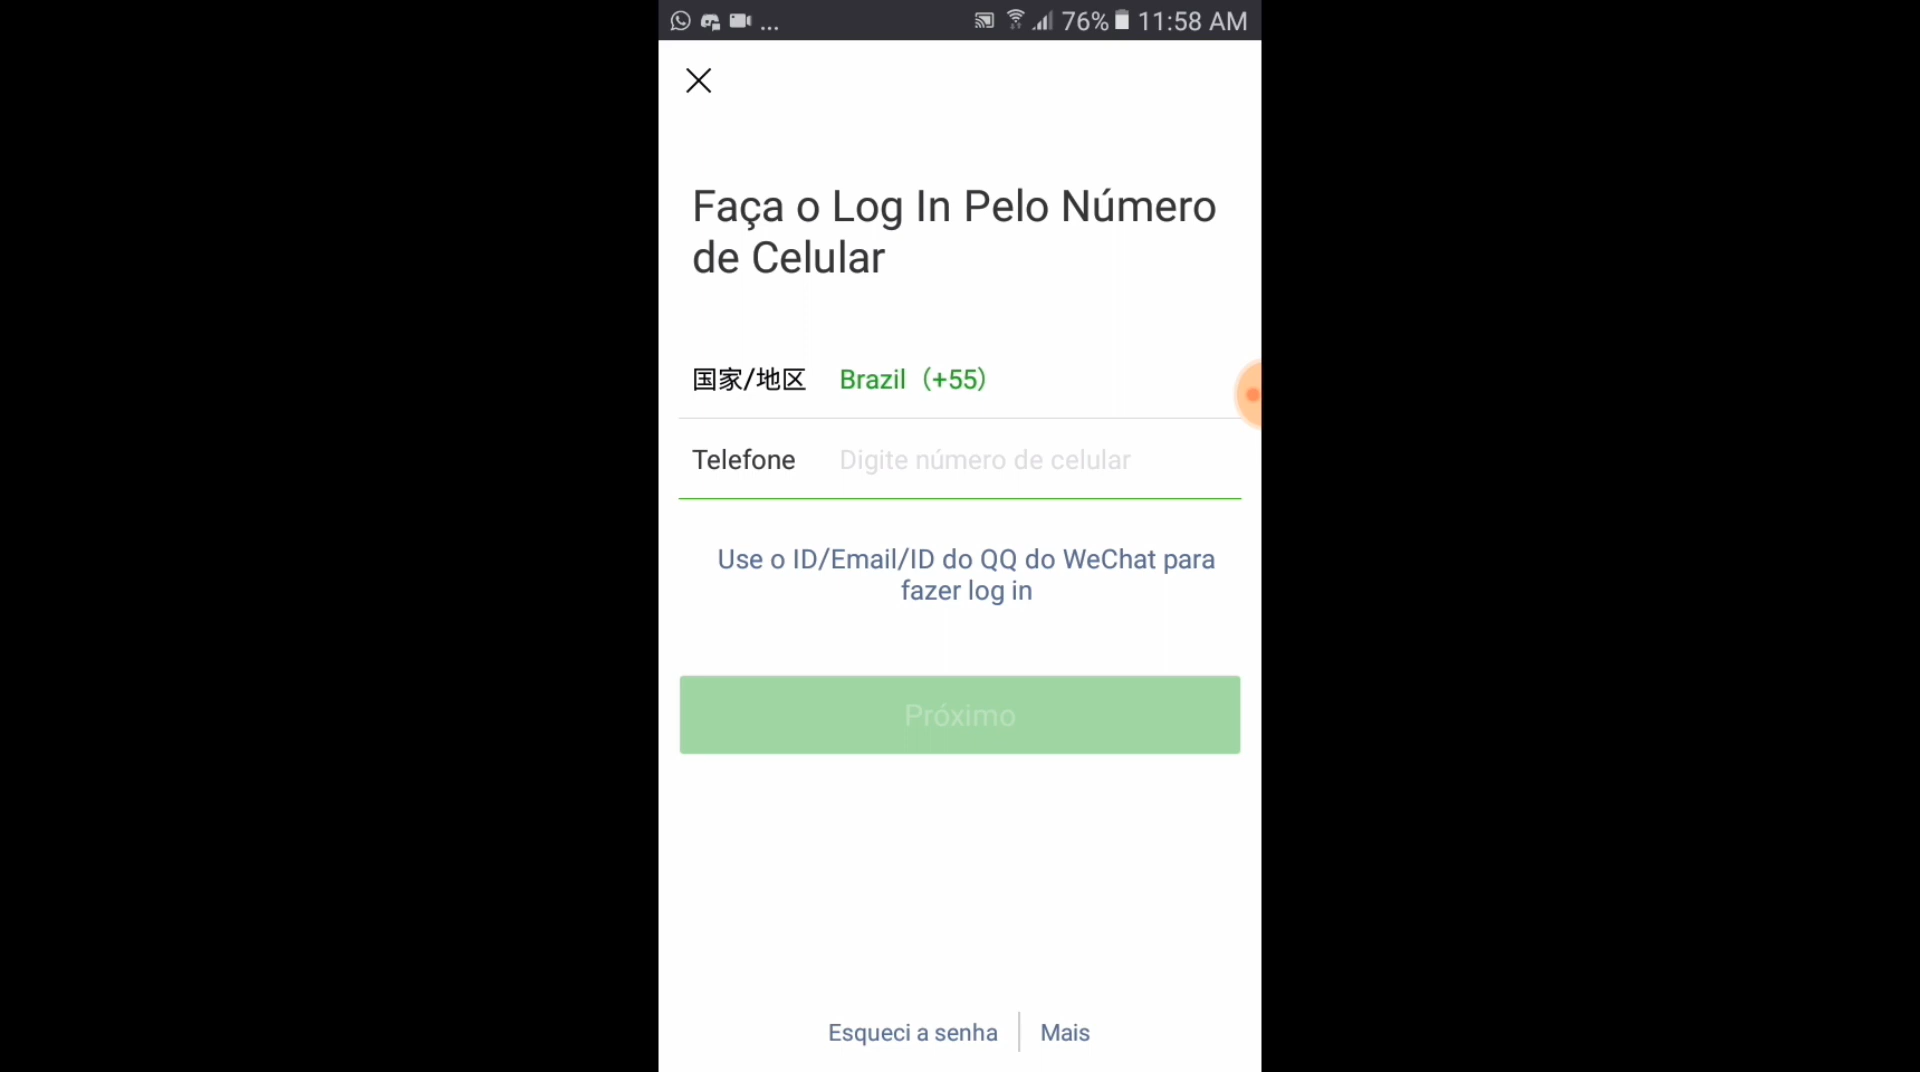 ... 76% 11:58 AM
Faça o Log In Pelo Número
de Celular
国家/地区 Brazil (+55)
Telefone Digite número de celular
Use o ID/Email/ID do QQ do WeChat para
fazer log in
Próximo
Esqueci a senha Mais